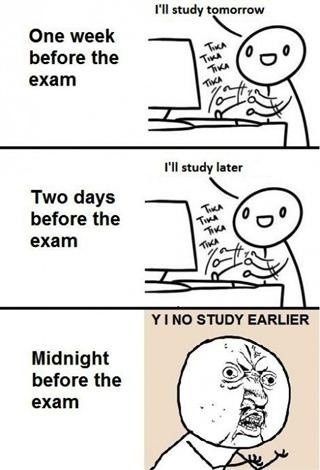 I'll study tomorrow
One week
before the
exam
TIKA
TIKA
TIKA
TIKA
I'll study later
Two days
before the
exam
TIKA
TIKA
TIKA
TIKA
Y I NO STUDY EARLIER
Midnight
before the
exam